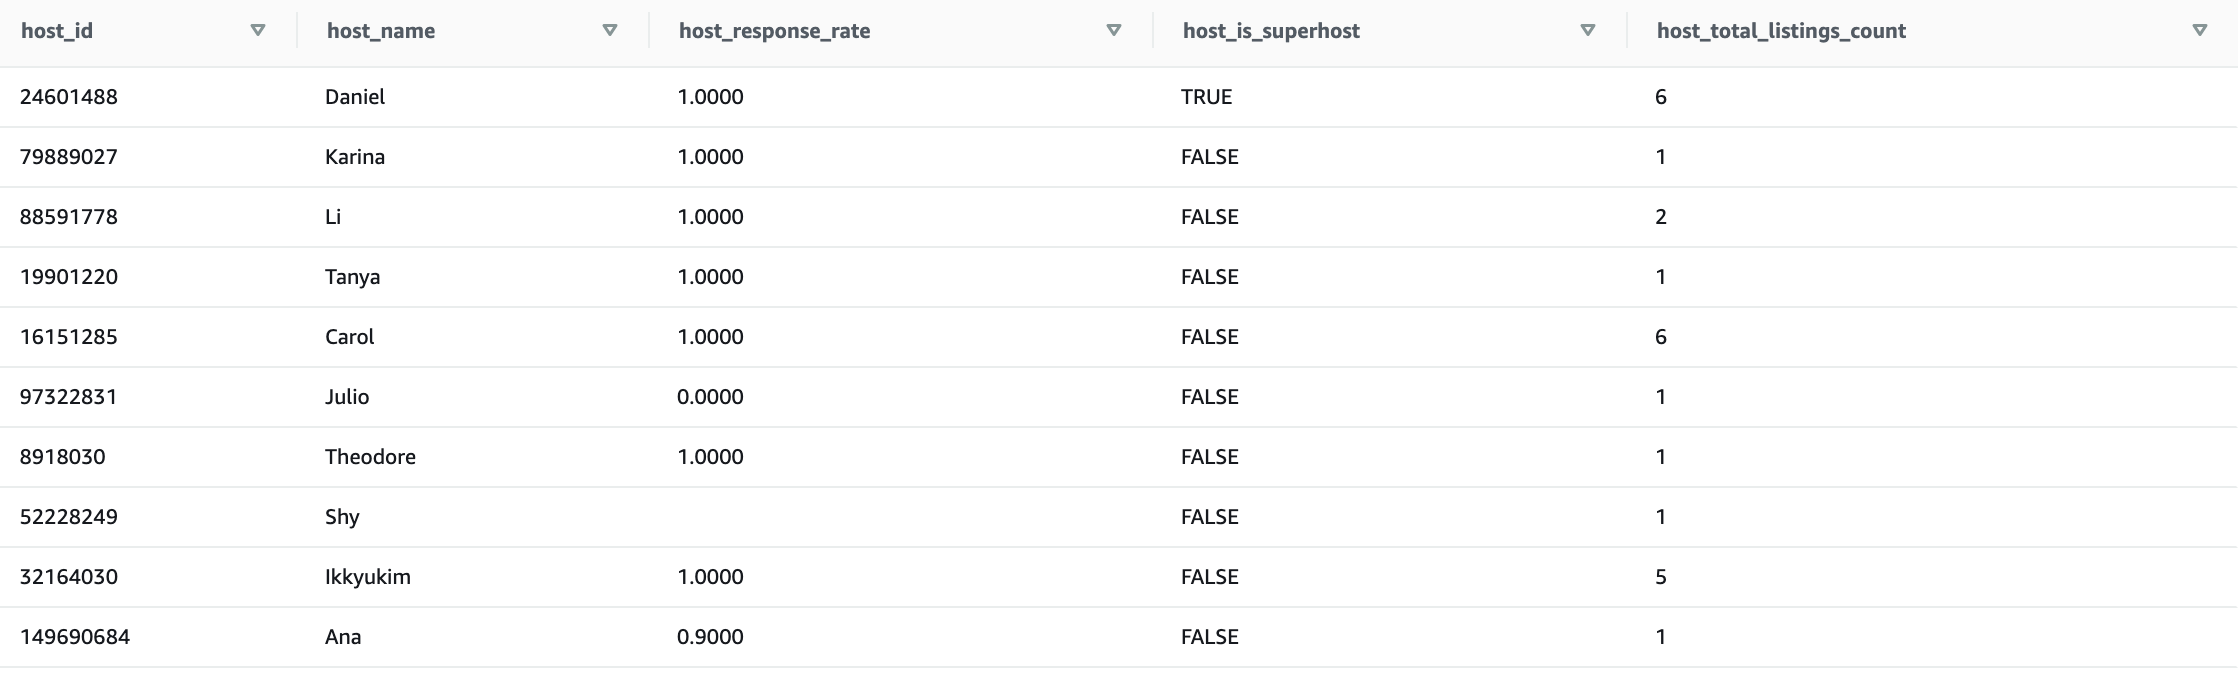 host_id host_name host_response_rate host_is_superhost host_total_listings_count
24601488 Daniel 1.0000 TRUE 6
79889027 Karina 1.0000 FALSE 1
88591778 Li 1.0000 FALSE 2
19901220 Tanya 1.0000 FALSE 1
16151285 Carol 1.0000 FALSE 6
97322831 Julio 0.0000 FALSE 1
8918030 Theodore 1.0000 FALSE 1
52228249 Shy FALSE 1
32164030 Ikkyukim 1.0000 FALSE 5
149690684 Ana 0.9000 FALSE 1